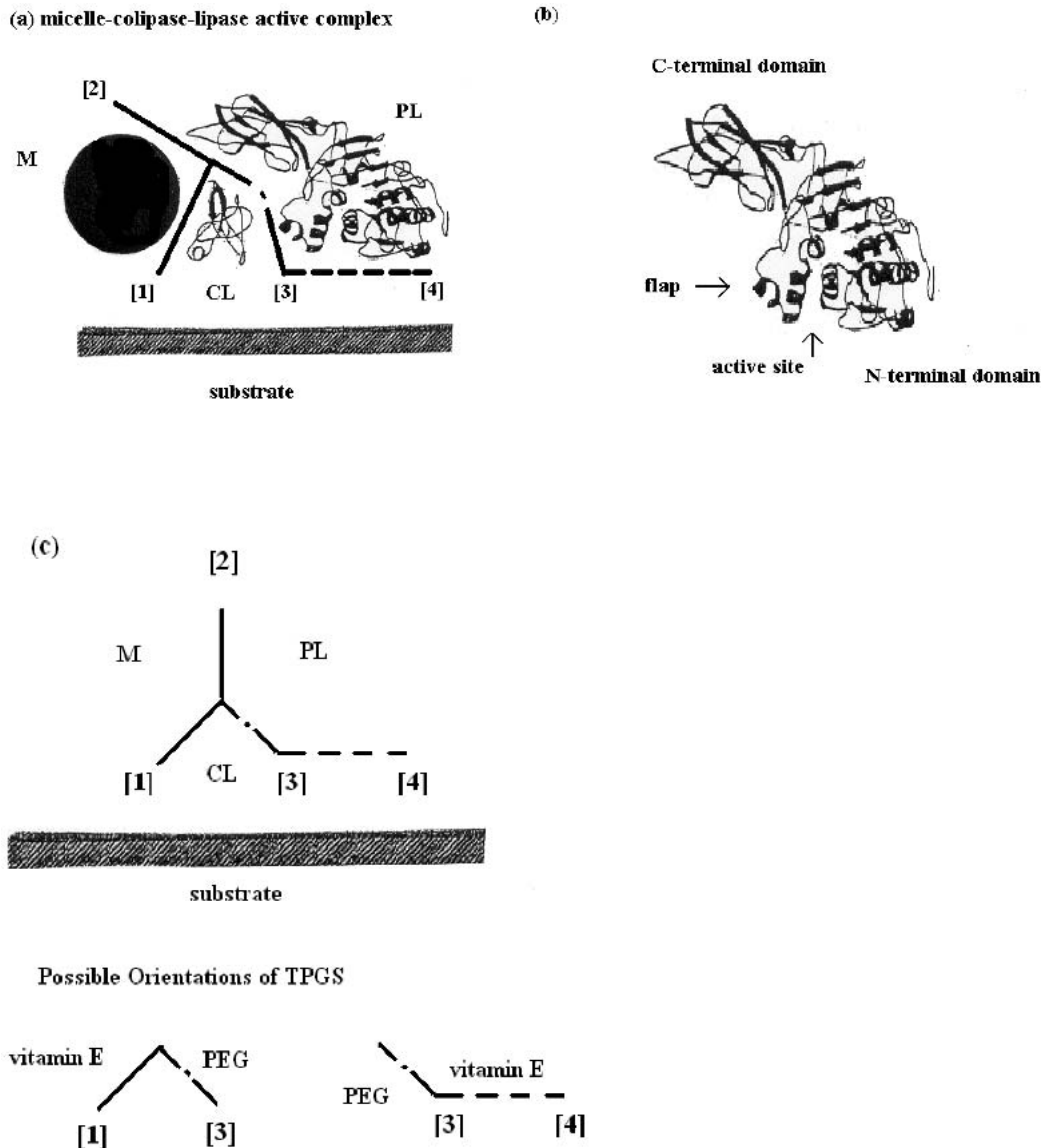 (a) micelle-colipase-lipase active complex
[2]
PL
M
[1]
CL
[3]
[4]
substrate
(b)
C-terminal domain
flap
active site
N-terminal domain
(c)
[2]
M
PL
[1]
CL
[3]
[4]
substrate
Possible Orientations of TPGS
vitamin E
PEG
[1]
[3]
vitamin E
PEG
[3]
[4]